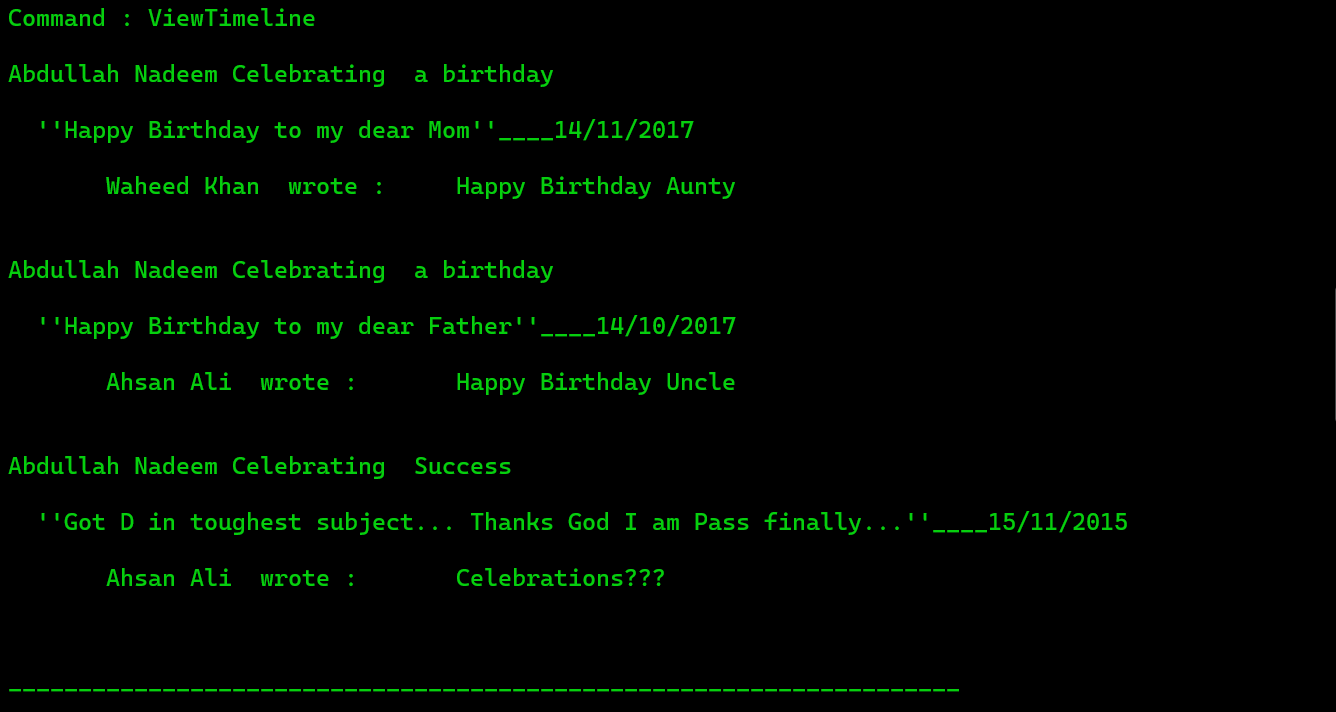 Command : ViewTimeline
Abdullah Nadeem Celebrating  a birthday
''Happy Birthday to my dear Mom''____14/11/2017
Waheed Khan  wrote :     Happy Birthday Aunty
Abdullah Nadeem Celebrating  a birthday
''Happy Birthday to my dear Father''____14/10/2017
Ahsan Ali  wrote :       Happy Birthday Uncle
Abdullah Nadeem Celebrating  Success
''Got D in toughest subject... Thanks God I am Pass finally...''____15/11/2015
Ahsan Ali  wrote :       Celebrations???
--------------------------------------------------------------------